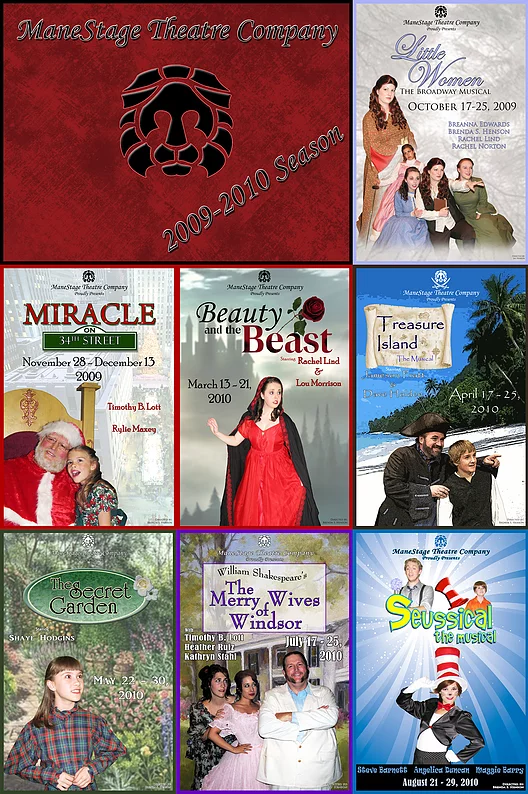 ManeStage Theatre Company
2009-2010 Season
ManeStage Theatre Company
Proudly Presents
Little
Women
THE BROADWAY MUSICAL
OCTOBER 17-25, 2009
BREANNA EDWARDS
BRENDA S. HENSON
RACHEL LIND
RACHEL NORTON
ManeStage Theatre Company
Proudly Presents
MIRACLE
ON
34TH STREET
November 28 - December 13
2009
Timothy B. Lott
Rylie Maxey
ManeStage Theatre Company
Proudly Presents
Beauty
and the
Beast
Starring
Rachel Lind
&
Lou Morrison
March 13 - 21,
2010
ManeStage Theatre Company
Proudly Presents
Treasure
Island
The Musical
Starring
April 17 - 25,
2010
ManeStage Theatre Company
Proudly Presents
The Secret
Garden
SHAYE HODGINS
May, 22 - 30,
2010
ManeStage Theatre Company
Proudly Presents
William Shakespeare's
The
Merry Wives
of
Windsor
With
Timothy B. Lott
Heather Ruiz
Kathryn Stahl
July 17 - 25,
2010
ManeStage Theatre Company
Proudly Presents
Seussical
the musical
Steve Barnett Angelica Duncan Maggie Barry
August 21 - 29, 2010